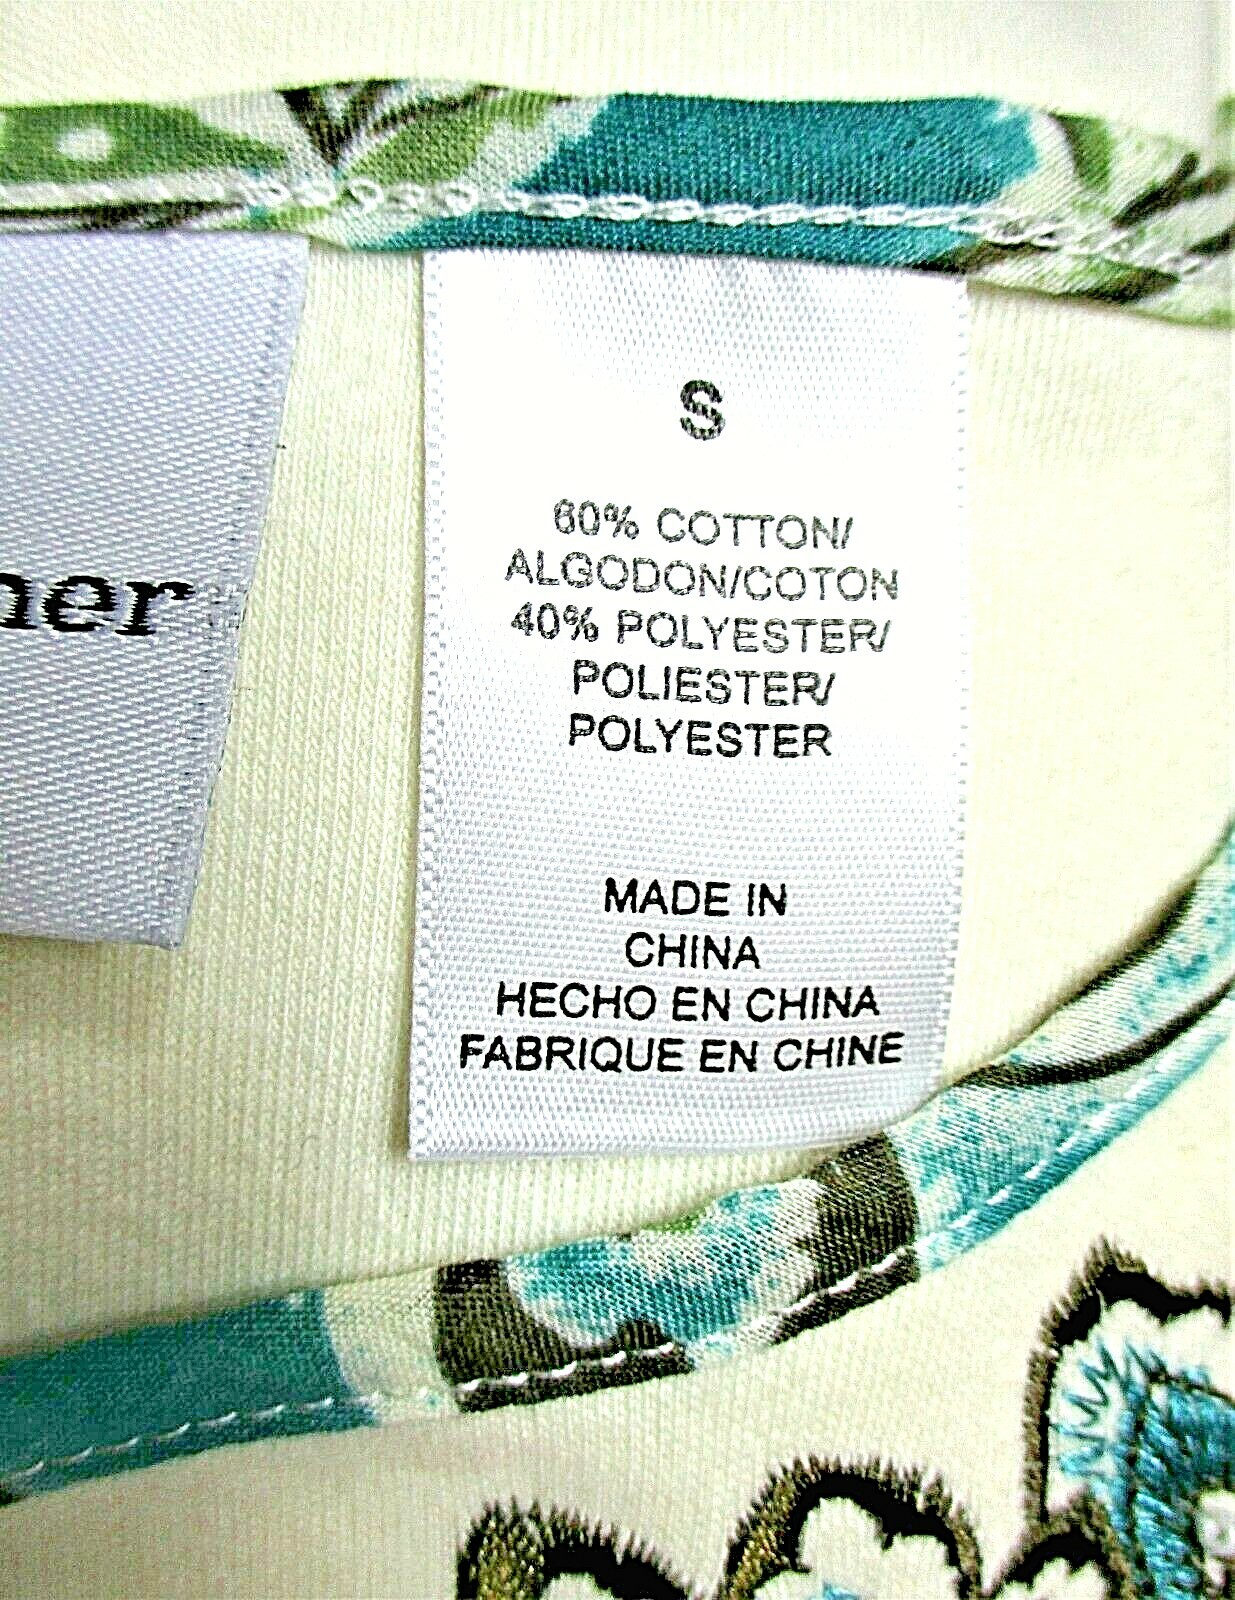 S
60% COTTON/
ALGODON/COTON
40% POLYESTER/
POLIESTER/
POLYESTER
MADE IN
CHINA
HECHO EN CHINA
FABRIQUE EN CHINE